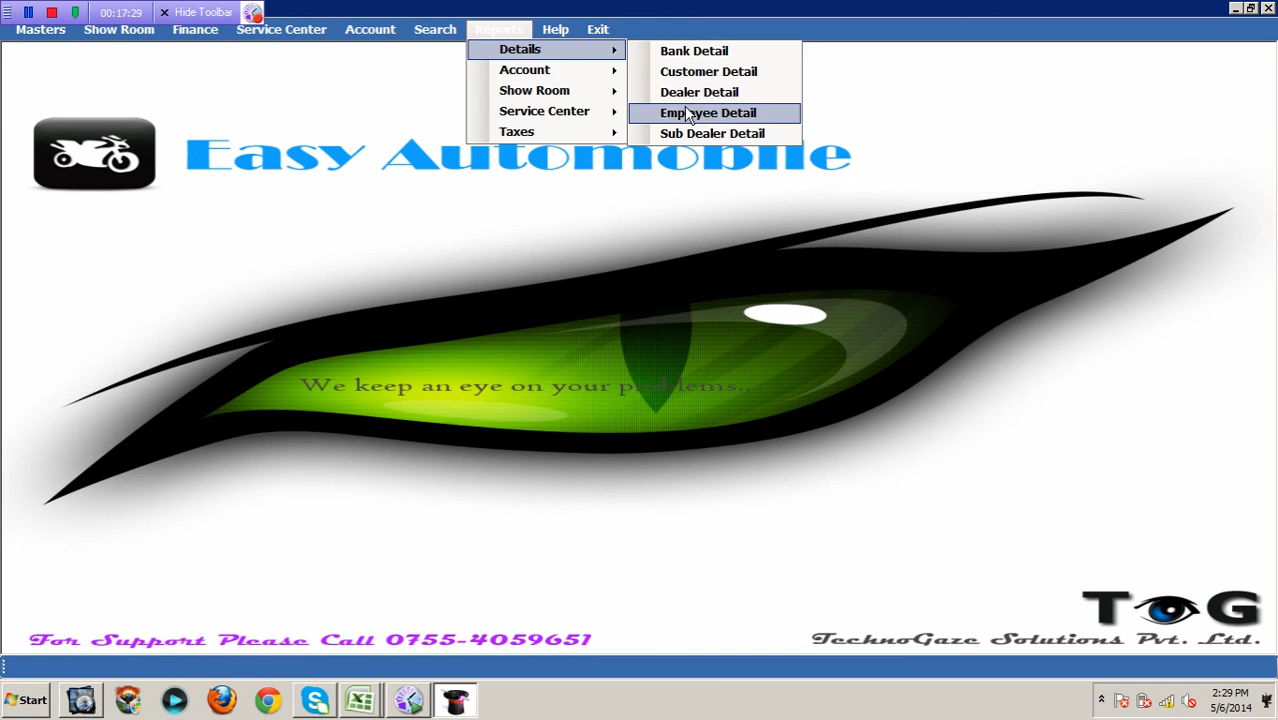 00:17:29 Hide Toolbar
Masters Show Room Finance Service Center Account Search Reports Help Exit
Details
Account
Show Room
Service Center
Taxes
Bank Detail
Customer Detail
Dealer Detail
Employee Detail
Sub Dealer Detail
Easy Automobile
We keep an eye on your problems..
T G
For Support Please Call 0755-4059651
TechnoGaze Solutions Pvt. Ltd.
Start
2:29 PM
5/6/2014